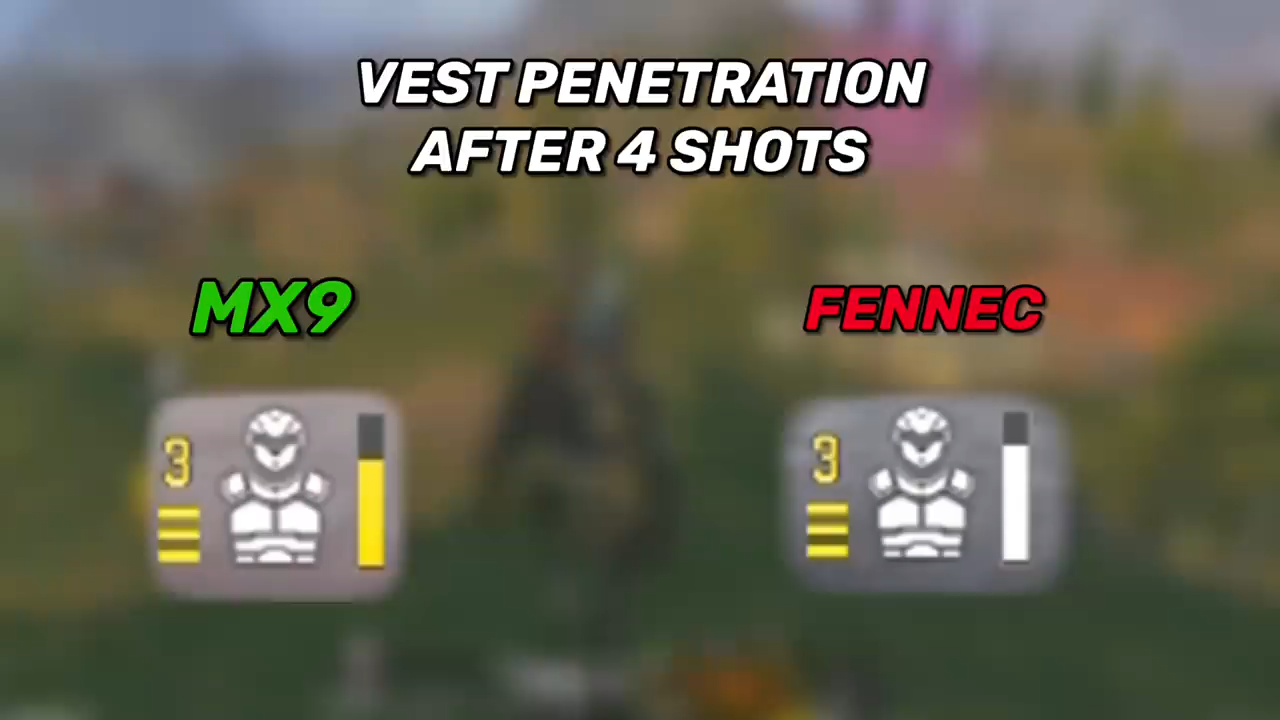 VEST PENETRATION
AFTER 4 SHOTS
MX9
FENNEC
3
3